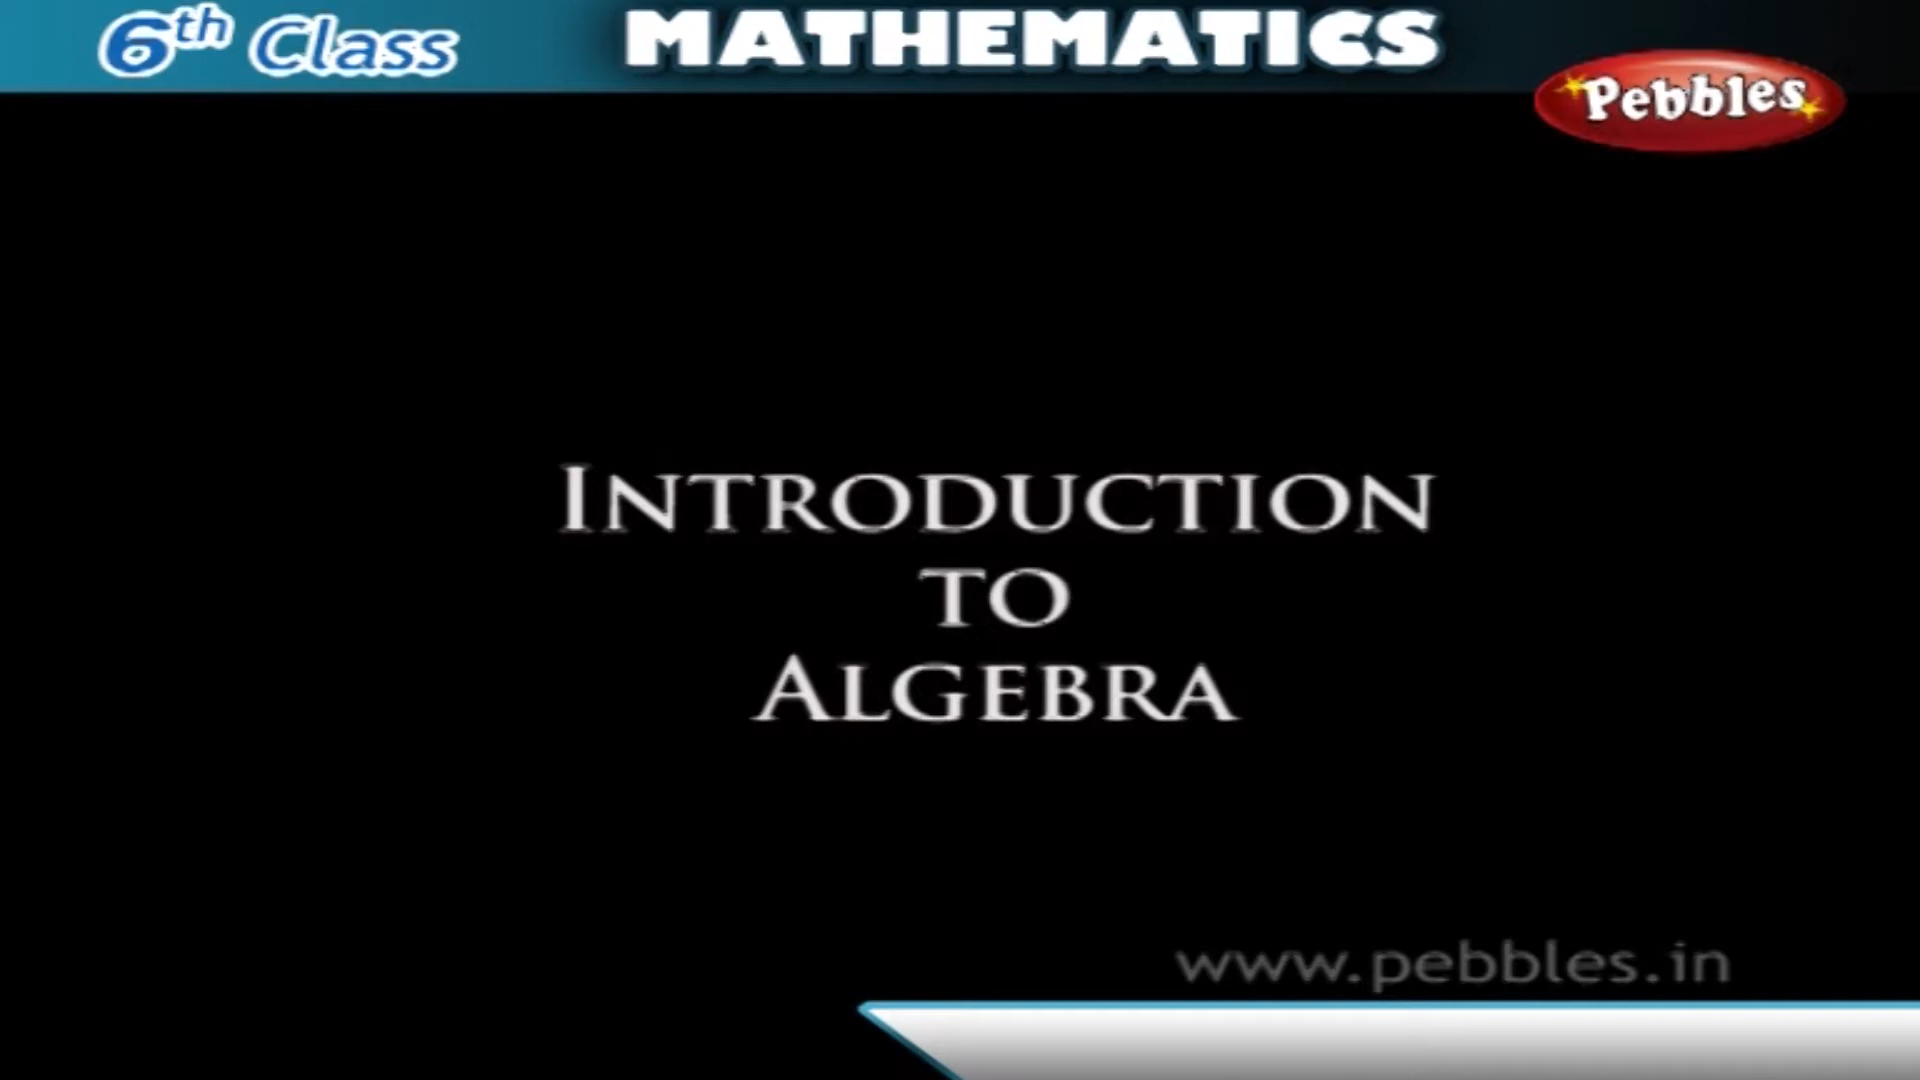 6th Class
MATHEMATICS
Pebbles
INTRODUCTION
TO
ALGEBRA
www.pebbles.in